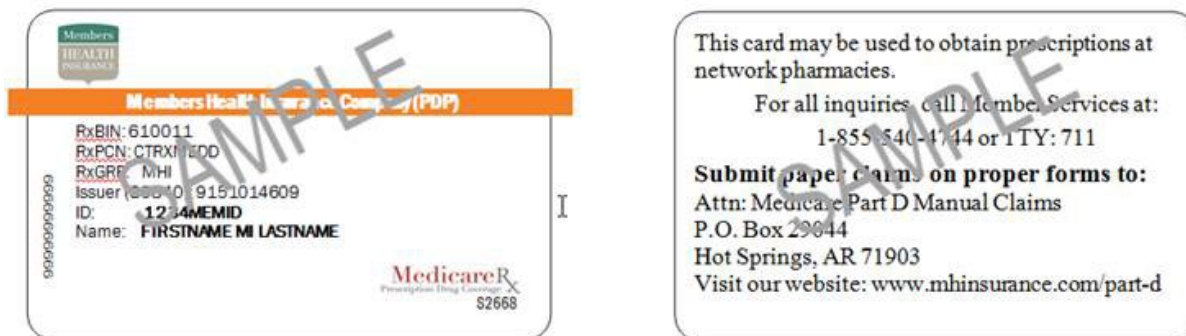 Members
HEALTH
INSURANCE
Members Health Insurance Company (PDP)
RxBIN: 610011
RxPCN: CTRXMEDD
RxGRP MHI
Issuer 9151014609
ID: 1234MEMID
Name: FIRSTNAME MI LASTNAME
MedicareRx
Prescription Drug Coverage
S2668
SAMPLE
This card may be used to obtain prescriptions at
network pharmacies.
For all inquiries, call Member Services at:
1-855-540-4744 or TTY: 711
Submit paper claims on proper forms to:
Attn: Medicare Part D Manual Claims
P.O. Box
Hot Springs, AR 71903
Visit our website: www.mhinsurance.com/part-d
SAMPLE